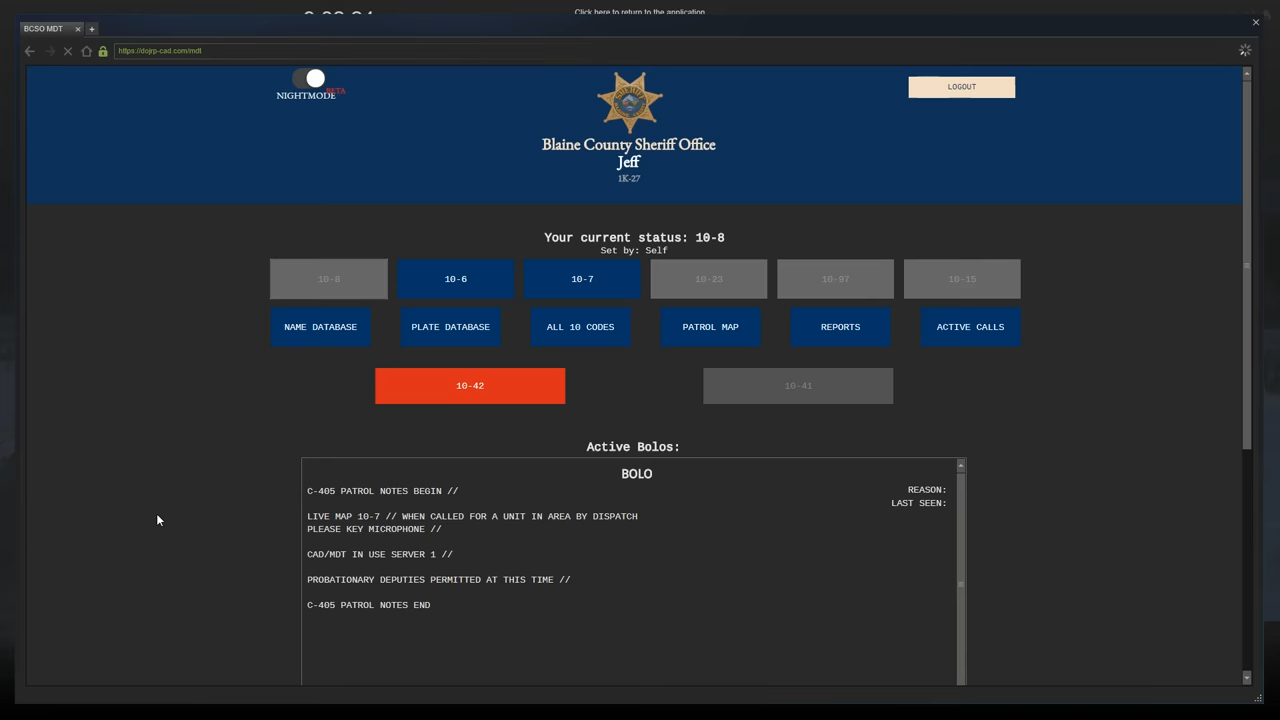 Click here to return to the application
BCSO MDT
https://dojrp-cad.com/mdt
NIGHTMODE BETA
LOGOUT
SHERIFF
Blaine County Sheriff Office
Jeff
1K-27
Your current status: 10-8
Set by: Self
10-8 10-6 10-7 10-23 10-97 10-15
NAME DATABASE PLATE DATABASE ALL 10 CODES PATROL MAP REPORTS ACTIVE CALLS
10-42 10-41
Active Bolos:
BOLO
C-405 PATROL NOTES BEGIN // REASON:
LAST SEEN:
LIVE MAP 10-7 // WHEN CALLED FOR A UNIT IN AREA BY DISPATCH
PLEASE KEY MICROPHONE //
CAD/MDT IN USE SERVER 1 //
PROBATIONARY DEPUTIES PERMITTED AT THIS TIME //
C-405 PATROL NOTES END